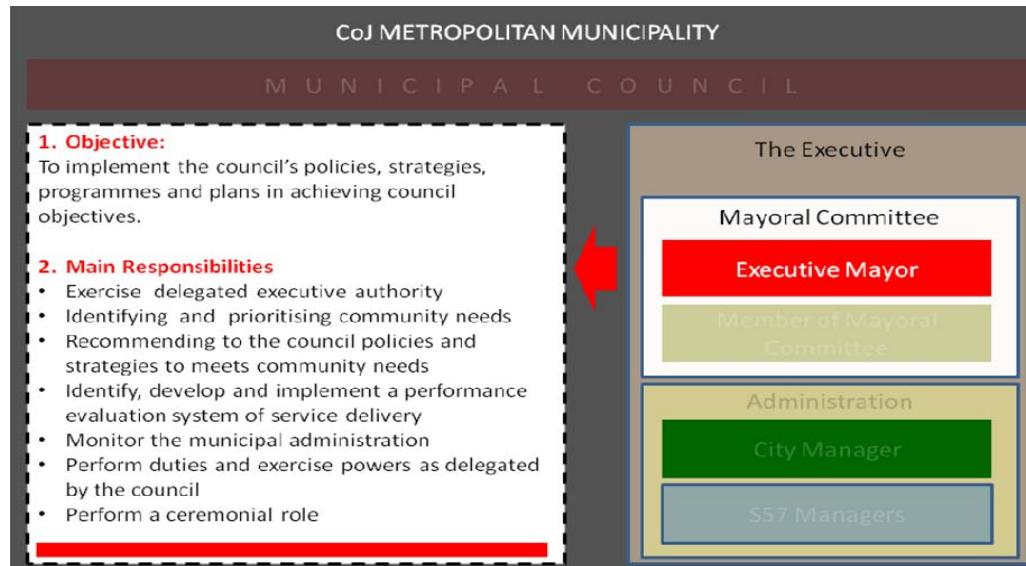 CoJ METROPOLITAN MUNICIPALITY
MUNICIPAL COUNCIL
1. Objective:
To implement the council's policies, strategies,
programmes and plans in achieving council
objectives.
2. Main Responsibilities
• Exercise delegated executive authority
• Identifying and prioritising community needs
• Recommending to the council policies and
strategies to meets community needs
• Identify, develop and implement a performance
evaluation system of service delivery
• Monitor the municipal administration
• Perform duties and exercise powers as delegated
by the council
• Perform a ceremonial role
The Executive
Mayoral Committee
Executive Mayor
Member of Mayoral
Committee
Administration
City Manager
S57 Managers